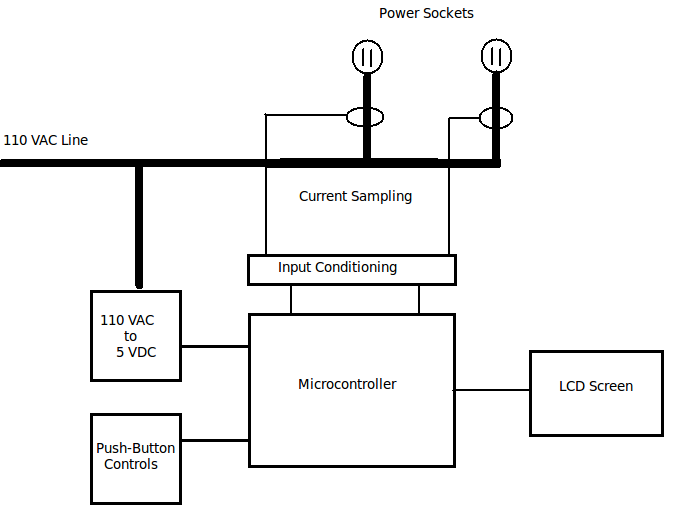 Power Sockets
110 VAC Line
Current Sampling
Input Conditioning
110 VAC
to
5 VDC
Microcontroller
LCD Screen
Push-Button
Controls